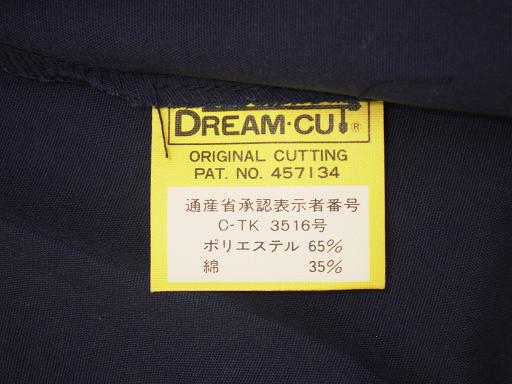 DREAM·CUT®
ORIGINAL CUTTING
PAT. NO. 457134
通産省承認表示者番号
C-TK 3516号
ポリエステル 65%
綿 35%